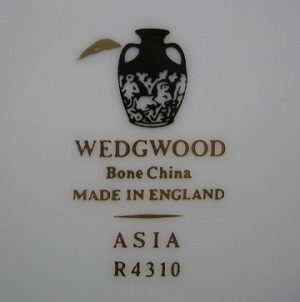 WEDGWOOD
Bone China
MADE IN ENGLAND
ASIA
R4310